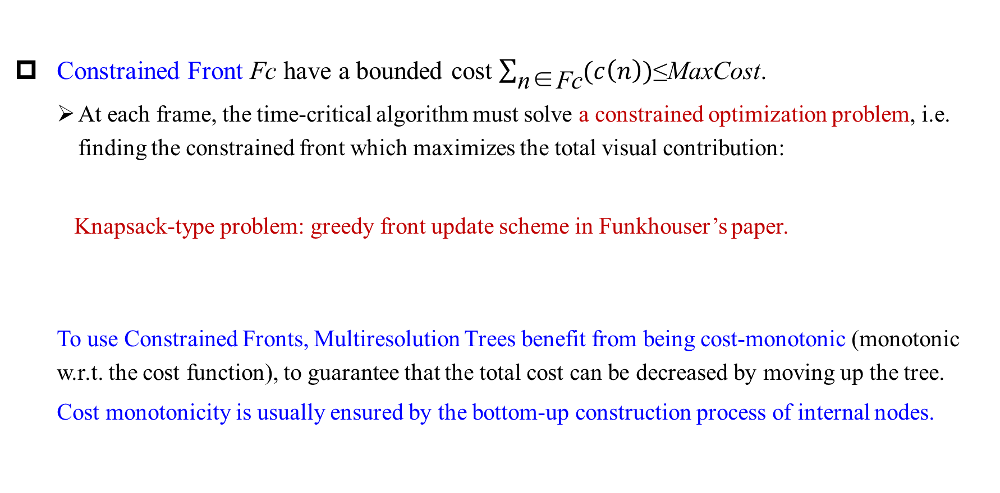 Constrained Front Fc have a bounded cost ∑n∈Fc(c(n))≤MaxCost.
➢ At each frame, the time-critical algorithm must solve a constrained optimization problem, i.e.
finding the constrained front which maximizes the total visual contribution:
Knapsack-type problem: greedy front update scheme in Funkhouser’s paper.
To use Constrained Fronts, Multiresolution Trees benefit from being cost-monotonic (monotonic
w.r.t. the cost function), to guarantee that the total cost can be decreased by moving up the tree.
Cost monotonicity is usually ensured by the bottom-up construction process of internal nodes.